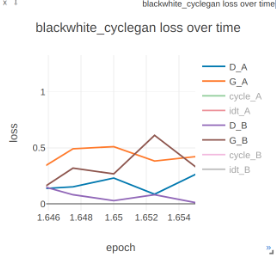 blackwhite_cyclegan loss over time
blackwhite_cyclegan loss over time
D_A
G_A
cycle_A
idt_A
D_B
G_B
cycle_B
idt_B
loss
1
0.5
0
1.646 1.648 1.65 1.652 1.654
epoch